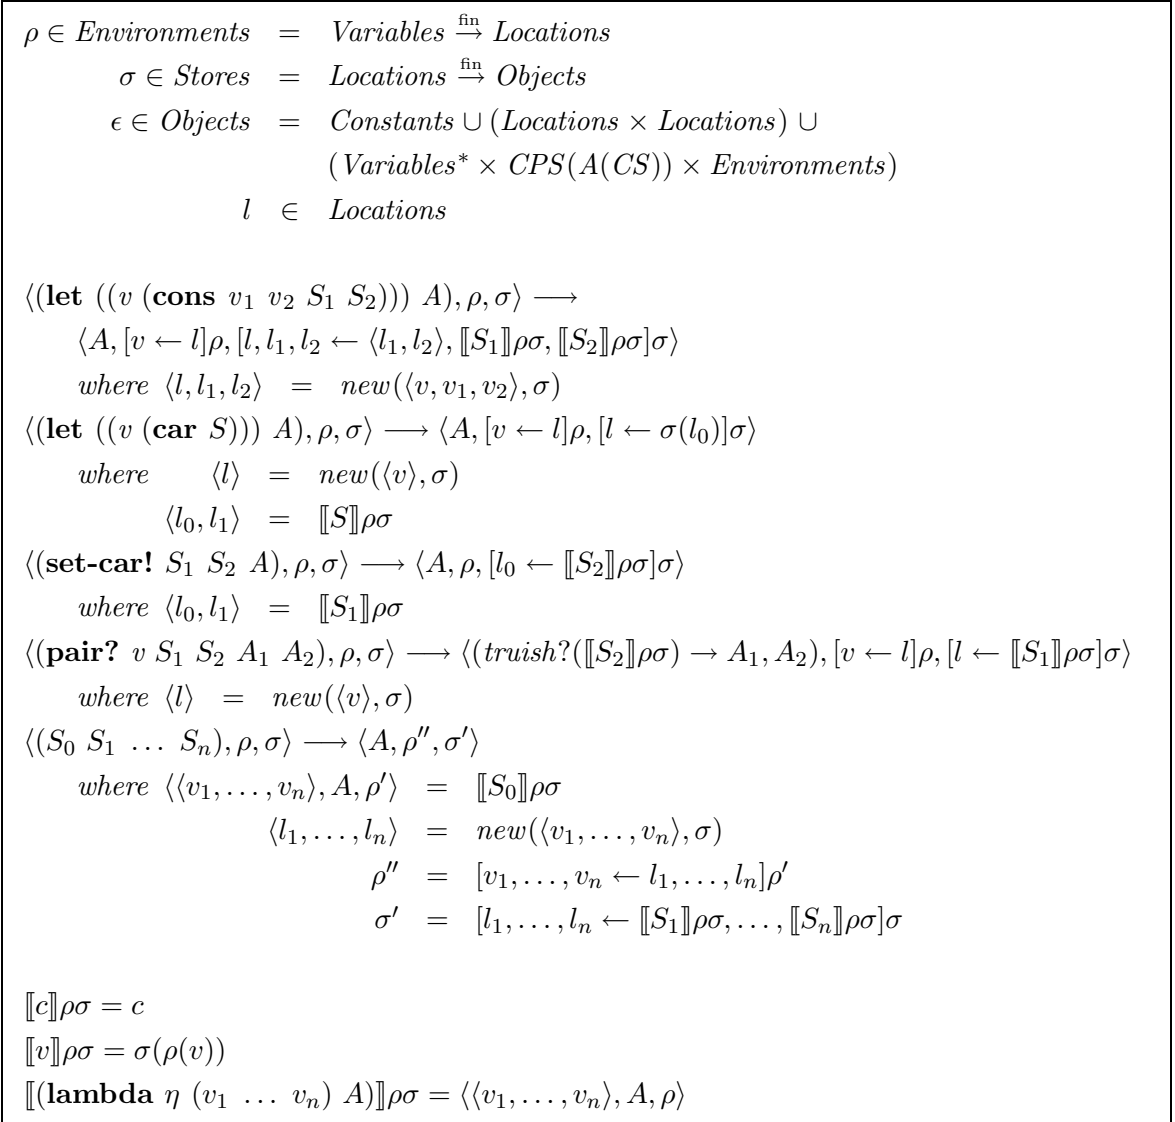 ρ ∈ Environments = Variables →^fin Locations
σ ∈ Stores = Locations →^fin Objects
ϵ ∈ Objects = Constants ∪ (Locations × Locations) ∪
(Variables* × CPS(A(CS)) × Environments)
l ∈ Locations
⟨(let ((v (cons v₁ v₂ S₁ S₂))) A), ρ, σ⟩ ⟶
⟨A, [v ← l]ρ, [l, l₁, l₂ ← ⟨l₁, l₂⟩, ⟦S₁⟧ρσ, ⟦S₂⟧ρσ]σ⟩
where ⟨l, l₁, l₂⟩ = new(⟨v, v₁, v₂⟩, σ)
⟨(let ((v (car S))) A), ρ, σ⟩ ⟶ ⟨A, [v ← l]ρ, [l ← σ(l₀)]σ⟩
where ⟨l⟩ = new(⟨v⟩, σ)
⟨l₀, l₁⟩ = ⟦S⟧ρσ
⟨(set-car! S₁ S₂ A), ρ, σ⟩ ⟶ ⟨A, ρ, [l₀ ← ⟦S₂⟧ρσ]σ⟩
where ⟨l₀, l₁⟩ = ⟦S₁⟧ρσ
⟨(pair? v S₁ S₂ A₁ A₂), ρ, σ⟩ ⟶ ⟨(truish?(⟦S₂⟧ρσ) → A₁, A₂), [v ← l]ρ, [l ← ⟦S₁⟧ρσ]σ⟩
where ⟨l⟩ = new(⟨v⟩, σ)
⟨(S₀ S₁ … Sₙ), ρ, σ⟩ ⟶ ⟨A, ρ″, σ′⟩
where ⟨⟨v₁, …, vₙ⟩, A, ρ′⟩ = ⟦S₀⟧ρσ
⟨l₁, …, lₙ⟩ = new(⟨v₁, …, vₙ⟩, σ)
ρ″ = [v₁, …, vₙ ← l₁, …, lₙ]ρ′
σ′ = [l₁, …, lₙ ← ⟦S₁⟧ρσ, …, ⟦Sₙ⟧ρσ]σ
⟦c⟧ρσ = c
⟦v⟧ρσ = σ(ρ(v))
⟦(lambda η (v₁ … vₙ) A)⟧ρσ = ⟨⟨v₁, …, vₙ⟩, A, ρ⟩